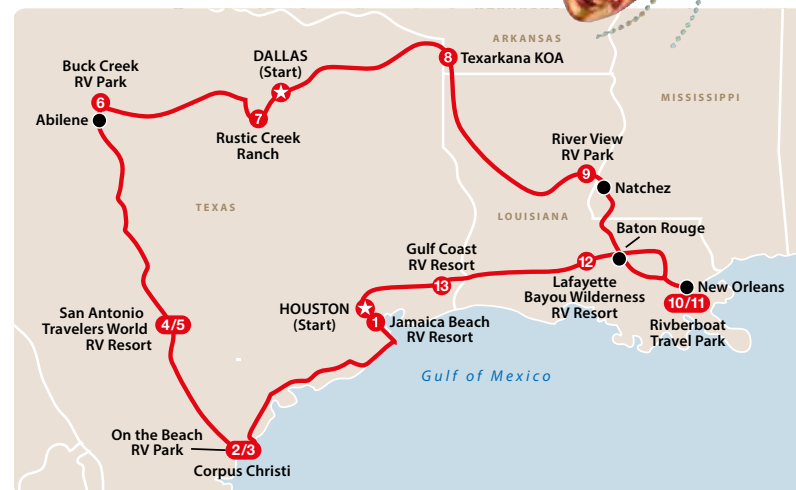 ARKANSAS
DALLAS
(Start)
8
Texarkana KOA
Buck Creek
RV Park
6
Abilene
7
Rustic Creek
Ranch
MISSISSIPPI
River View
RV Park
9
Natchez
TEXAS
LOUISIANA
Baton Rouge
Gulf Coast
RV Resort
13
12
Lafayette
Bayou Wilderness
RV Resort
New Orleans
10/11
Rivberboat
Travel Park
HOUSTON
(Start)
1
Jamaica Beach
RV Resort
San Antonio
Travelers World
RV Resort
4/5
Gulf of Mexico
On the Beach
RV Park
2/3
Corpus Christi